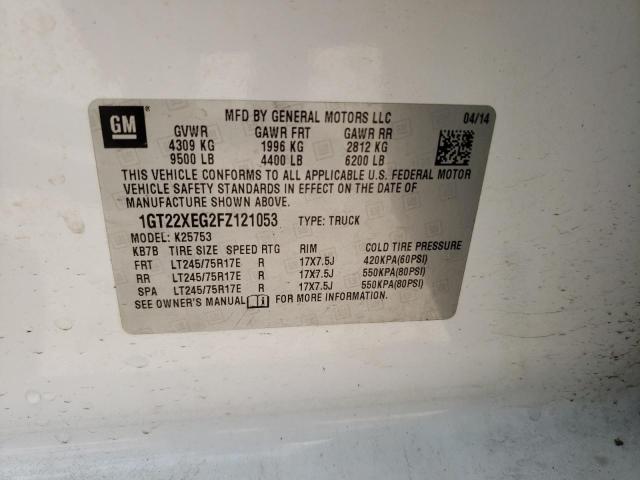 GM
MFD BY GENERAL MOTORS LLC 04/14
GVWR GAWR FRT GAWR RR
4309 KG 1996 KG 2812 KG
9500 LB 4400 LB 6200 LB
THIS VEHICLE CONFORMS TO ALL APPLICABLE U.S. FEDERAL MOTOR
VEHICLE SAFETY STANDARDS IN EFFECT ON THE DATE OF
MANUFACTURE SHOWN ABOVE.
1GT22XEG2FZ121053 TYPE: TRUCK
MODEL: K25753
KB7B TIRE SIZE SPEED RTG RIM COLD TIRE PRESSURE
FRT LT245/75R17E R 17X7.5J 420KPA(60PSI)
RR LT245/75R17E R 17X7.5J 550KPA(80PSI)
SPA LT245/75R17E R 17X7.5J 550KPA(80PSI)
SEE OWNER'S MANUAL FOR MORE INFORMATION.